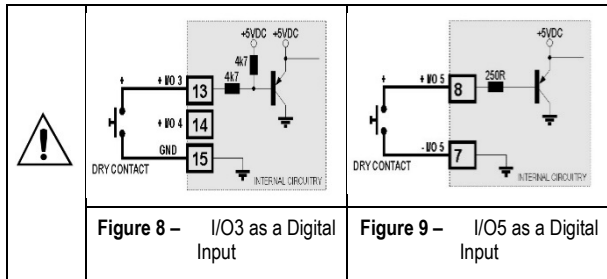 +5VDC +5VDC
4k7
4k7
+
+ I/O 3
13
+ I/O 4
14
GND
15
DRY CONTACT
INTERNAL CIRCUITRY
Figure 8 – I/O3 as a Digital
Input
+5VDC
250R
+
+ I/O 5
8
- I/O 5
7
DRY CONTACT
INTERNAL CIRCUITRY
Figure 9 – I/O5 as a Digital
Input